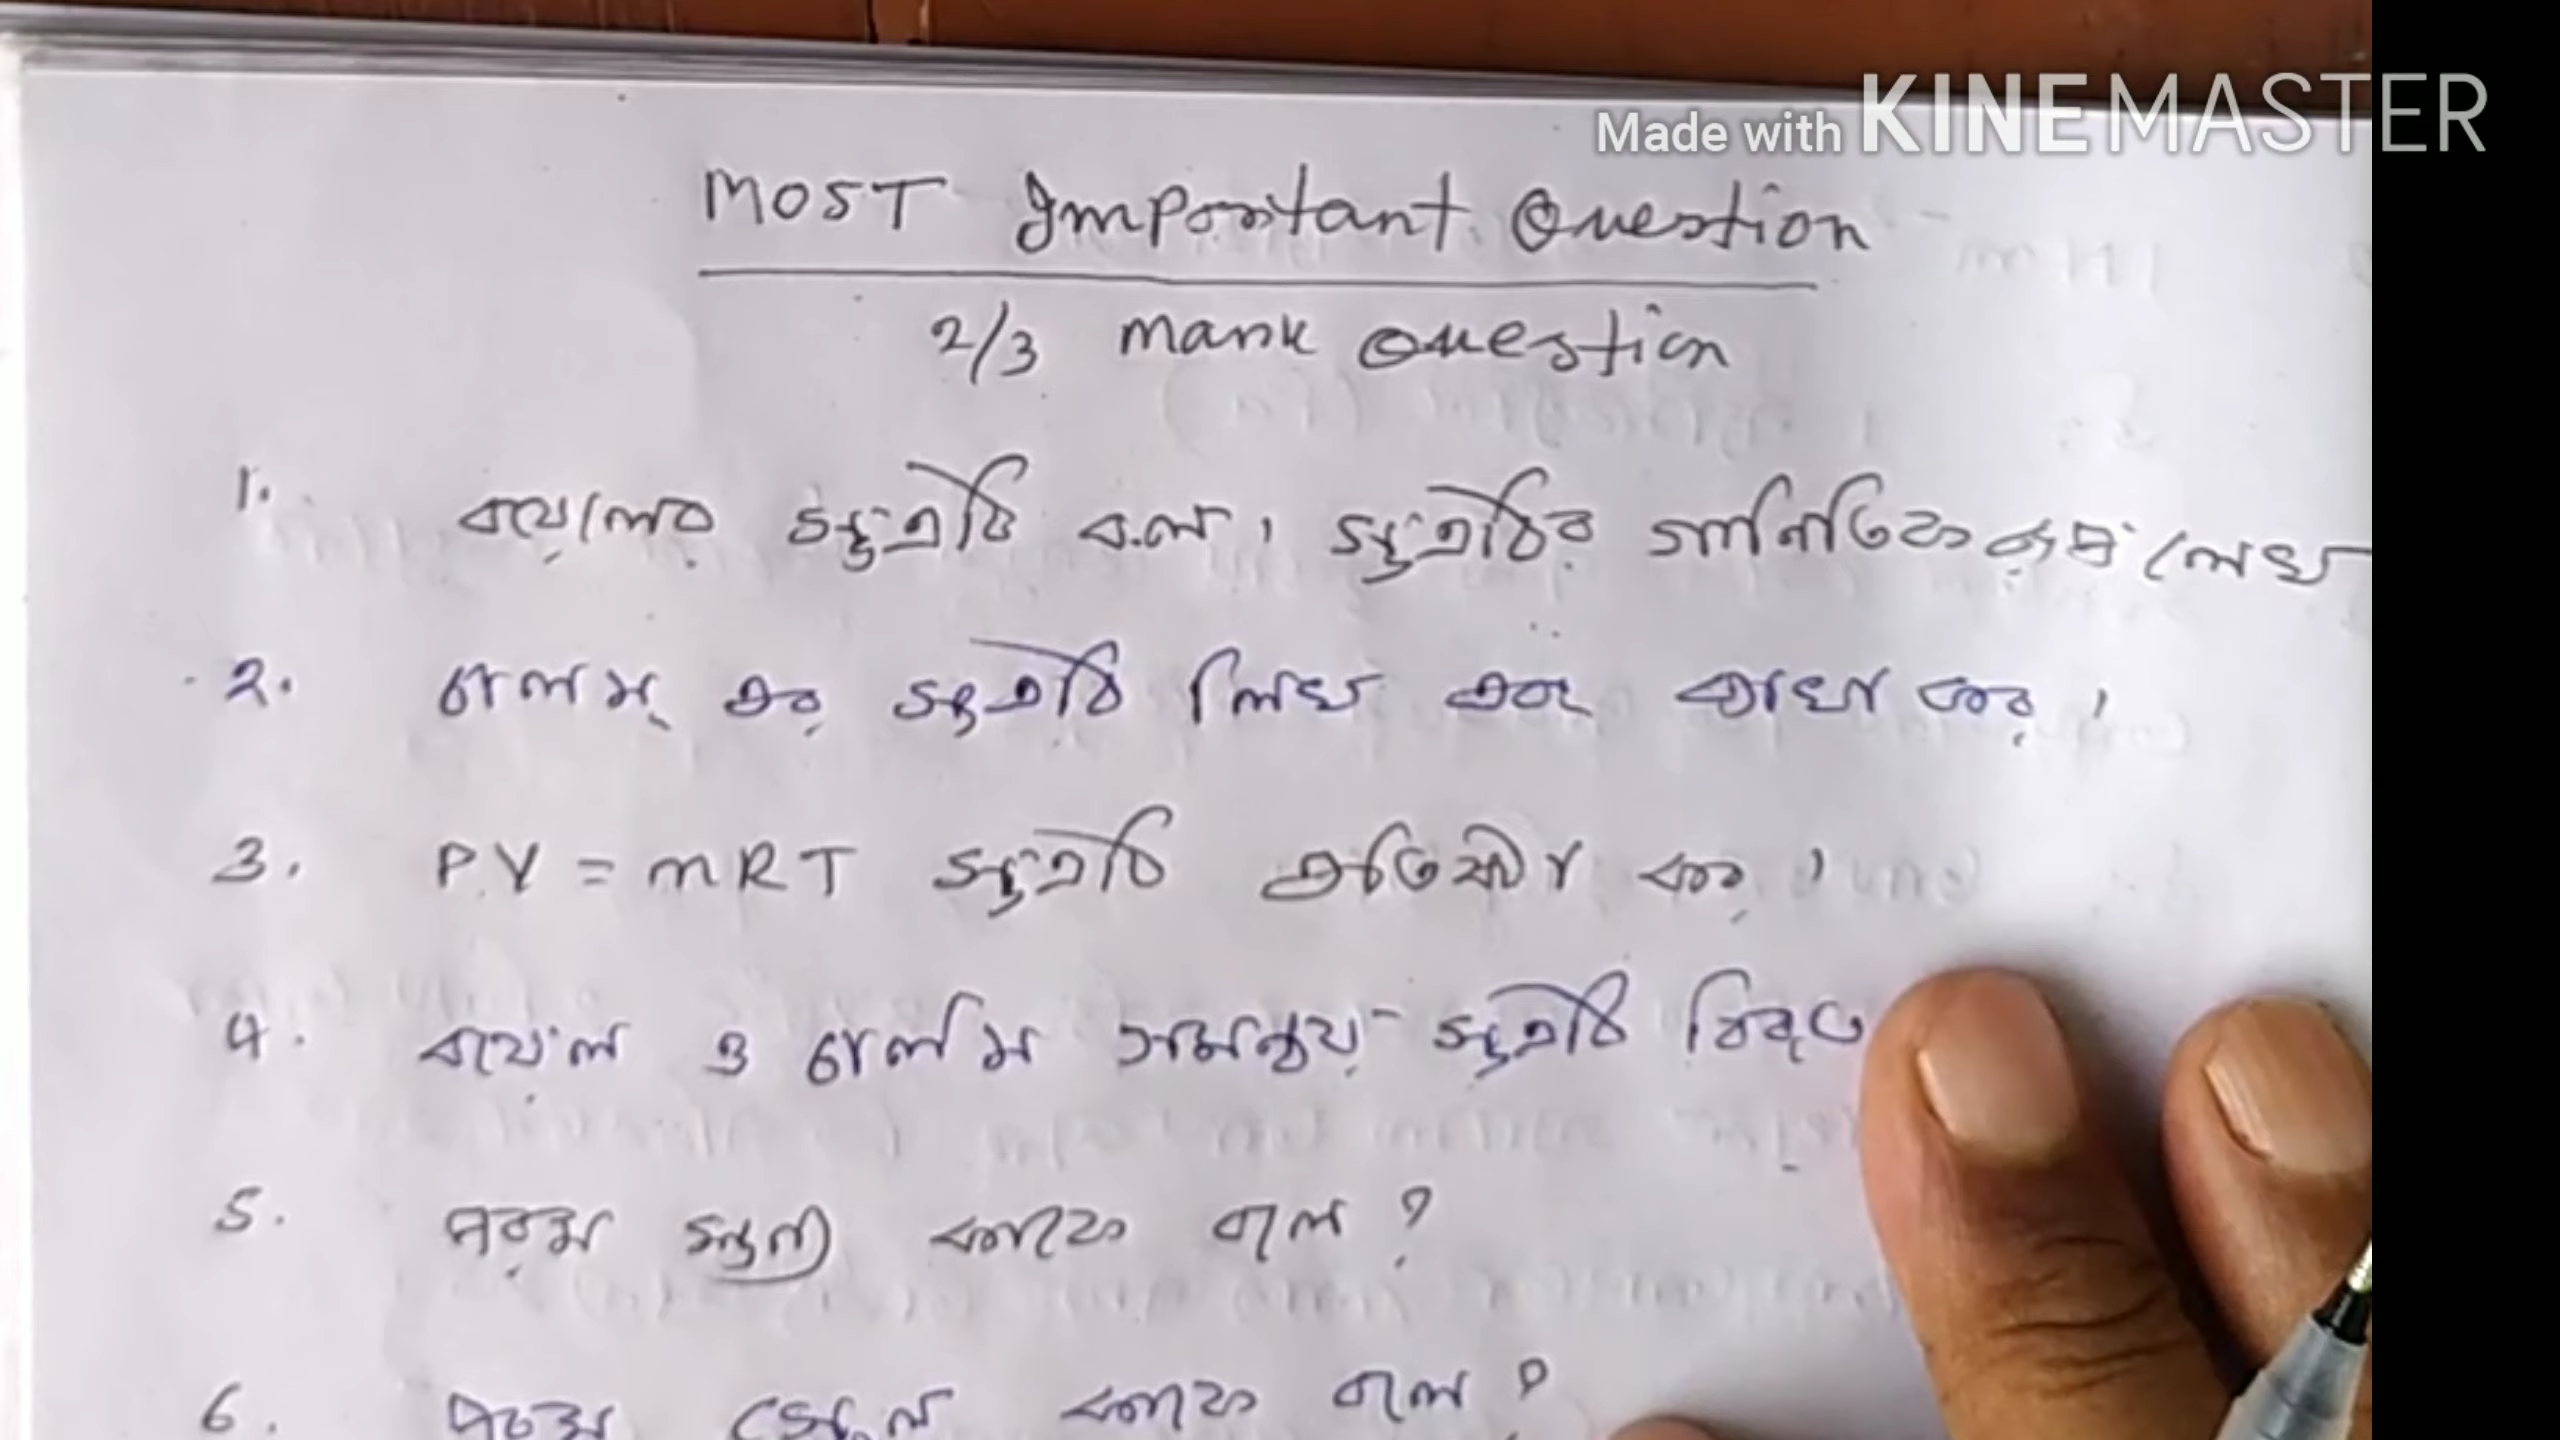 Made with KINEMASTER
MOST Important Question
2/3 Mark Question
1. বয়েলের সূত্রটি বল। সূত্রটির গানিতিক রূপ লেখ
2. চালস্ এর সূত্রটি লিখ এবং ব্যাখ্যা কর।
3. PV = nRT সূত্রটি প্রতিষ্ঠা কর।
4. বয়েল ও চার্লস সমন্বয় সূত্রটি বিবৃত
5. পরম শূন্য কাকে বলে?
6. পরম স্কেল কাকে বলে?